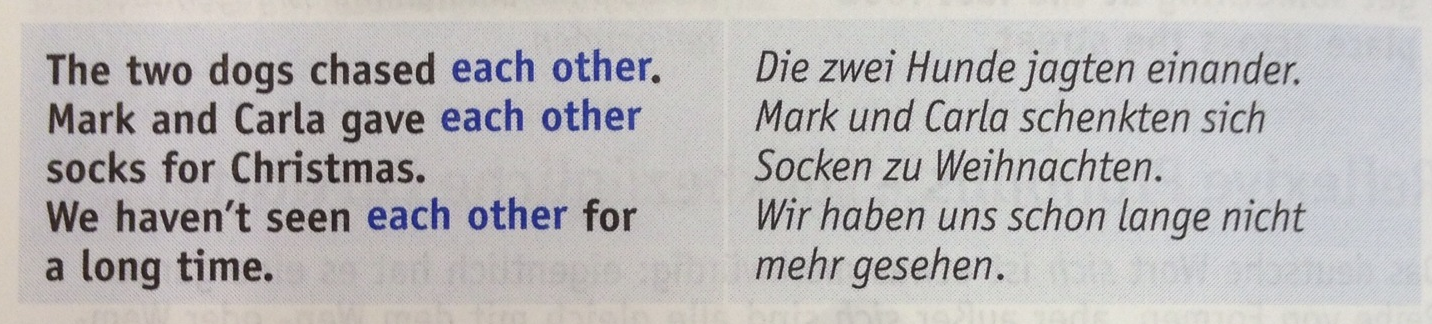 The two dogs chased each other.
Mark and Carla gave each other
socks for Christmas.
We haven't seen each other for
a long time.
Die zwei Hunde jagten einander.
Mark und Carla schenkten sich
Socken zu Weihnachten.
Wir haben uns schon lange nicht
mehr gesehen.